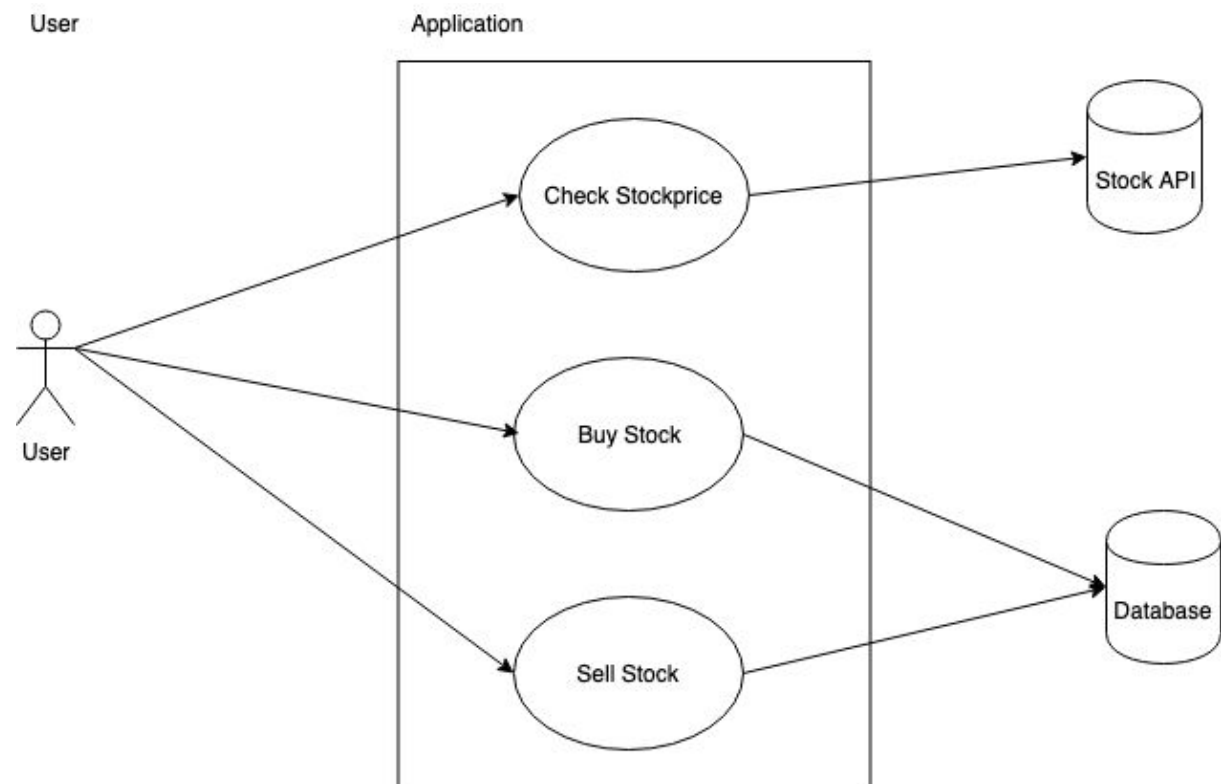 User
Application
Check Stockprice
Stock API
User
Buy Stock
Database
Sell Stock